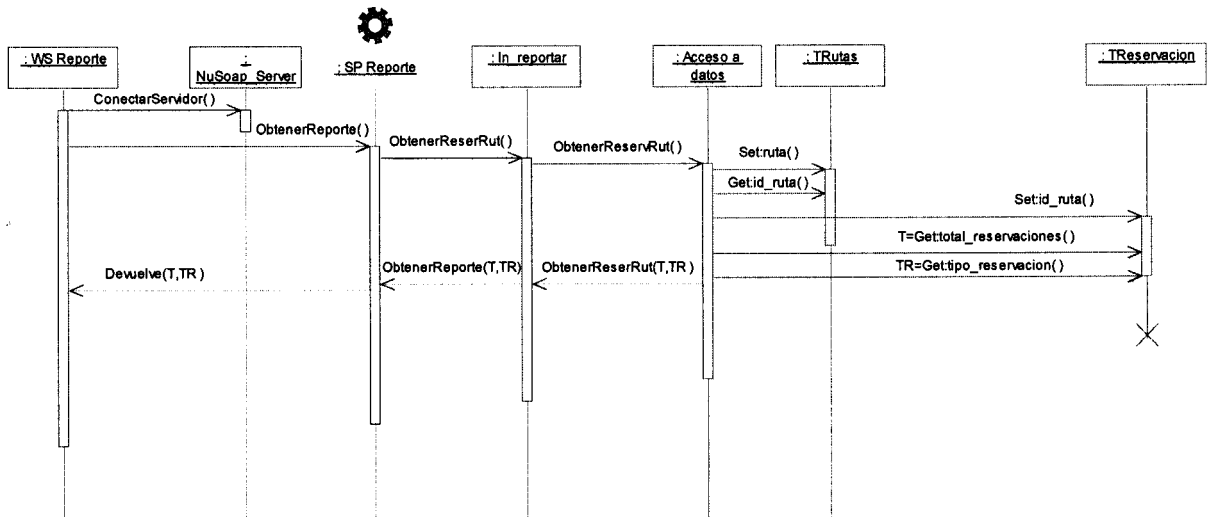 : WS Reporte
:
NuSoap_Server
: SP Reporte
: In_reportar
: Acceso a
datos
: TRutas
: TReservacion
ConectarServidor( )
ObtenerReporte( )
ObtenerReserRut( )
ObtenerReservRut( )
Set:ruta( )
Get:id_ruta( )
Set:id_ruta( )
T=Get:total_reservaciones( )
TR=Get:tipo_reservacion( )
ObtenerReserRut(T,TR )
ObtenerReporte(T,TR)
Devuelve(T,TR )